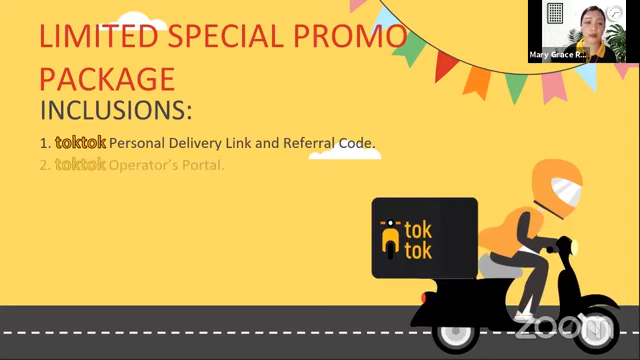 LIMITED SPECIAL PROMO
PACKAGE
INCLUSIONS:
1. toktok Personal Delivery Link and Referral Code.
2. toktok Operator's Portal.
tok
tok
Mary Grace R...
zoom